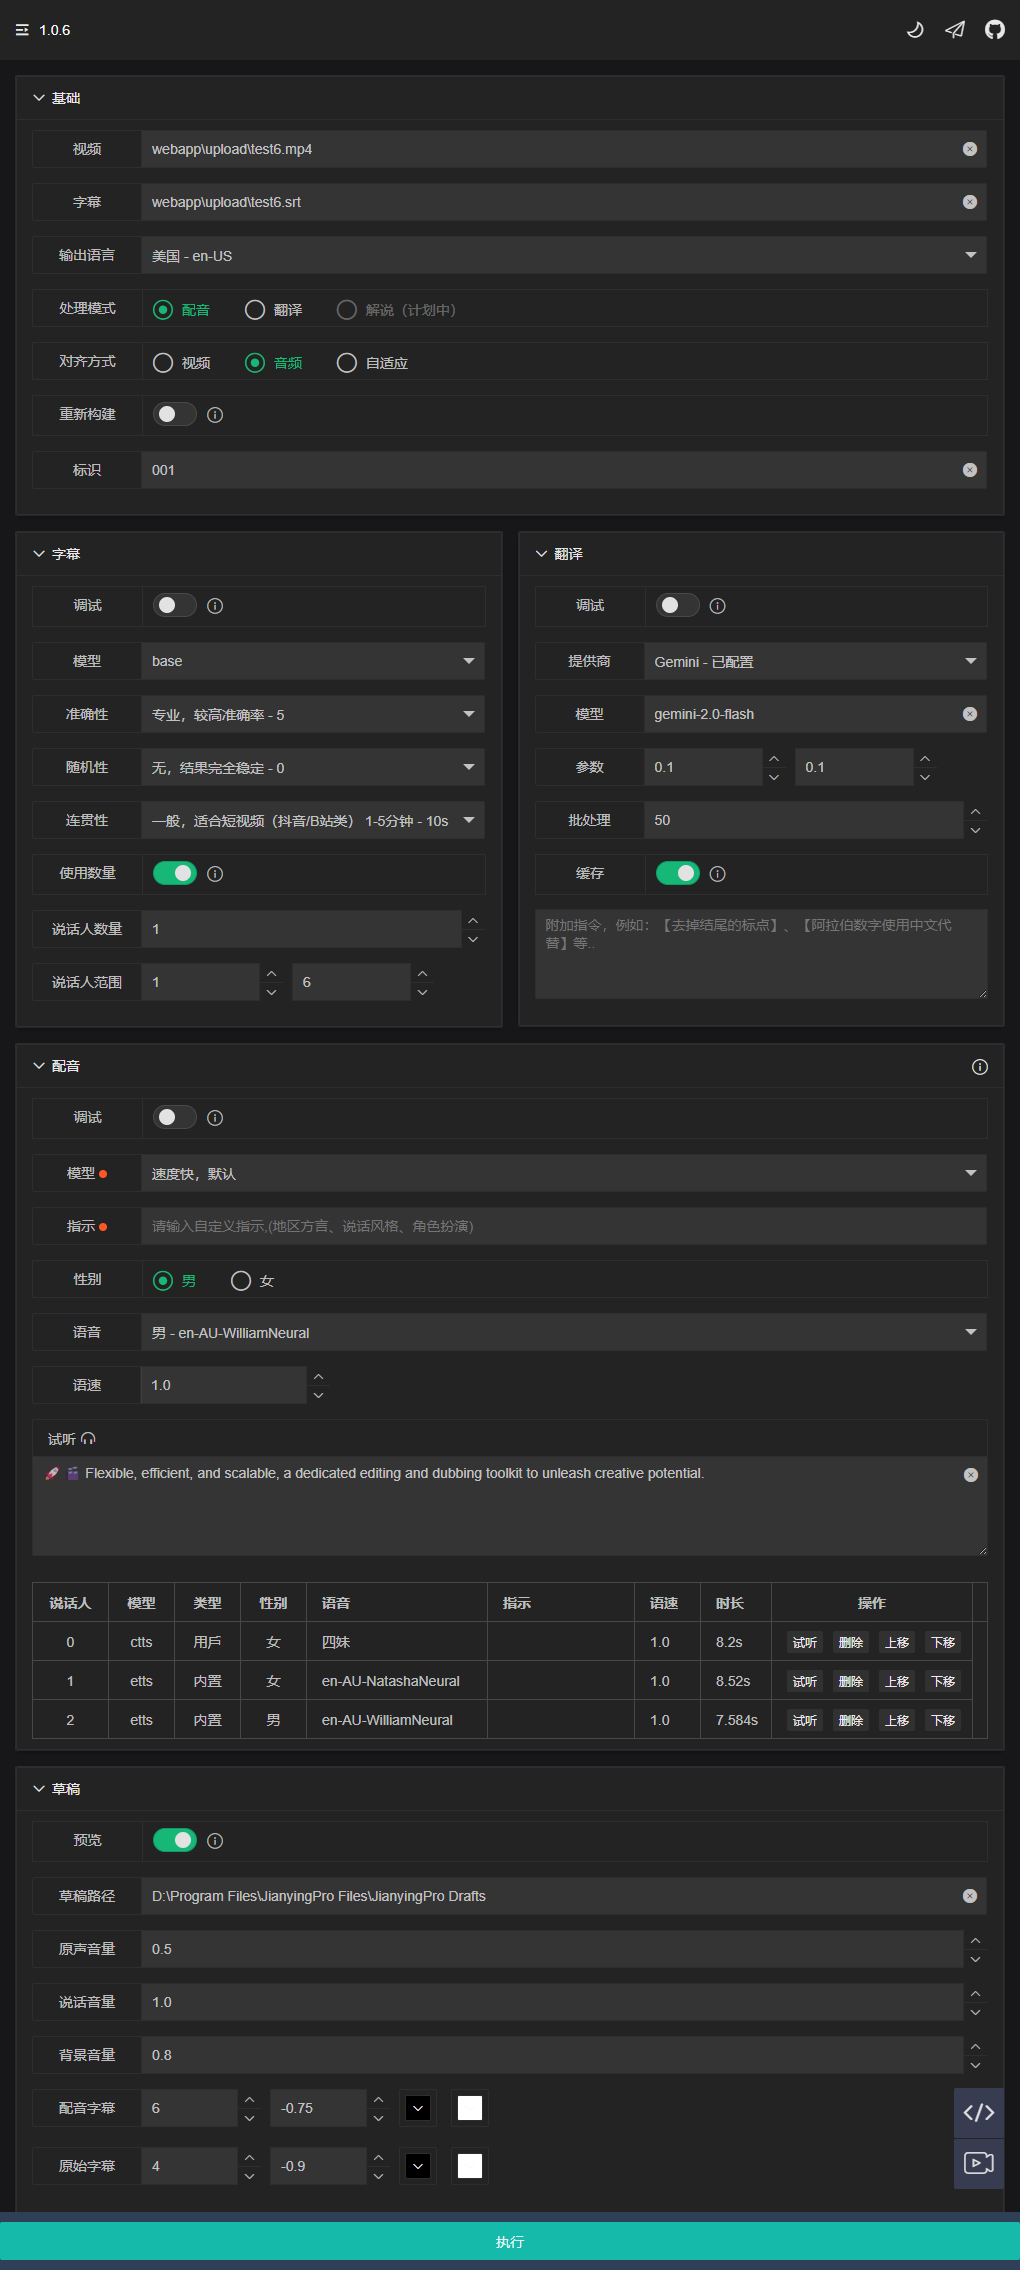 1.0.6
基础
视频 webapp\upload\test6.mp4
字幕 webapp\upload\test6.srt
输出语言 美国 - en-US
处理模式 配音 翻译 解说（计划中）
对齐方式 视频 音频 自适应
重新构建
标识 001
字幕
调试
模型 base
准确性 专业，较高准确率 - 5
随机性 无，结果完全稳定 - 0
连贯性 一般，适合短视频（抖音/B站类） 1-5分钟 - 10s
使用数量
说话人数量 1
说话人范围 1 6
翻译
调试
提供商 Gemini - 已配置
模型 gemini-2.0-flash
参数 0.1 0.1
批处理 50
缓存
附加指令，例如：【去掉结尾的标点】、【阿拉伯数字使用中文代
替】等..
配音
调试
模型 速度快，默认
指示 请输入自定义指示,(地区方言、说话风格、角色扮演)
性别 男 女
语音 男 - en-AU-WilliamNeural
语速 1.0
试听
🚀 🎬 Flexible, efficient, and scalable, a dedicated editing and dubbing toolkit to unleash creative potential.
说话人 模型 类型 性别 语音 指示 语速 时长 操作
0 ctts 用戶 女 四妹 1.0 8.2s 试听 删除 上移 下移
1 etts 内置 女 en-AU-NatashaNeural 1.0 8.52s 试听 删除 上移 下移
2 etts 内置 男 en-AU-WilliamNeural 1.0 7.584s 试听 删除 上移 下移
草稿
预览
草稿路径 D:\Program Files\JianyingPro Files\JianyingPro Drafts
原声音量 0.5
说话音量 1.0
背景音量 0.8
配音字幕 6 -0.75
原始字幕 4 -0.9
执行